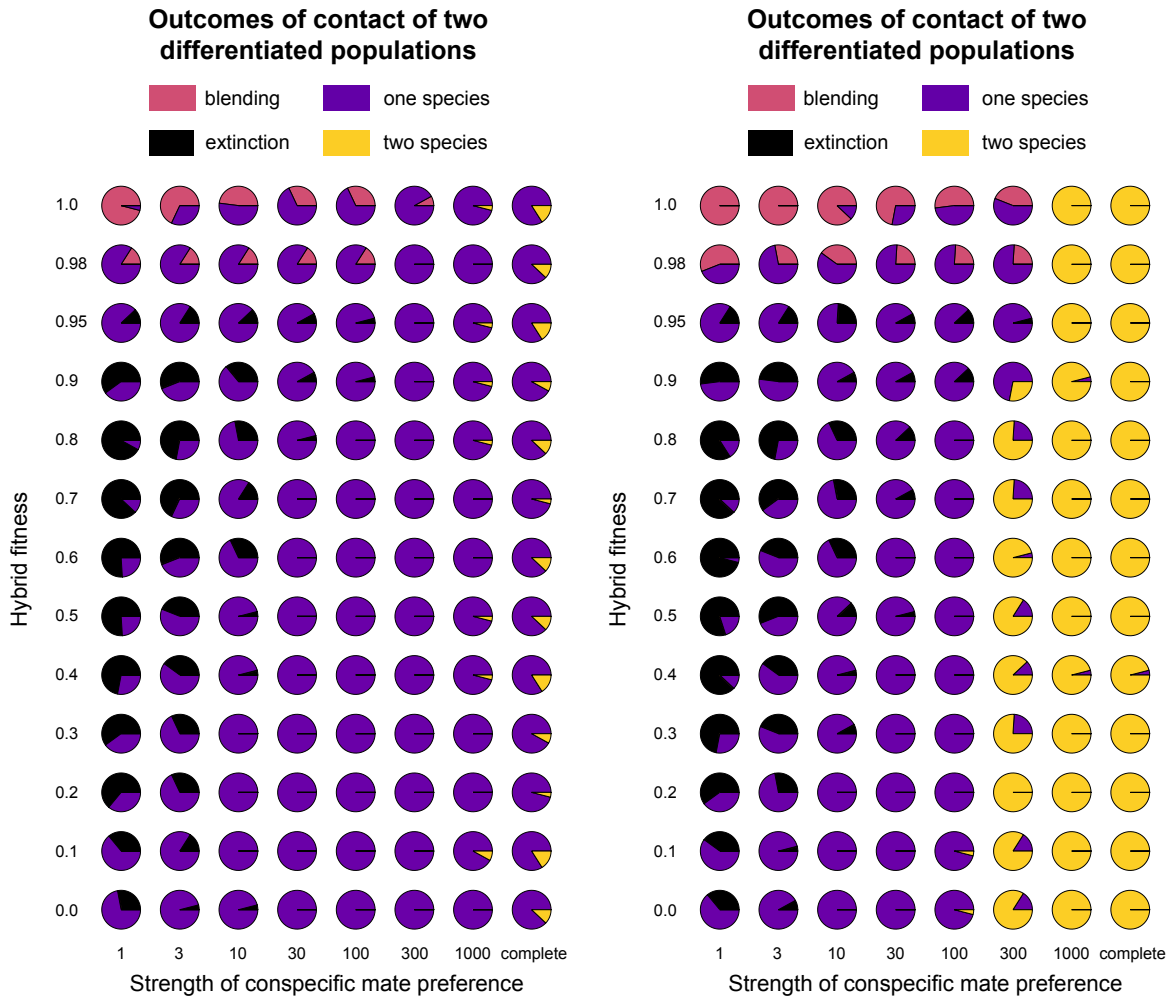 Outcomes of contact of two
differentiated populations
blending
one species
extinction
two species
1.0
0.98
0.95
0.9
0.8
0.7
0.6
0.5
0.4
0.3
0.2
0.1
0.0
Hybrid fitness
1 3 10 30 100 300 1000 complete
Strength of conspecific mate preference
Outcomes of contact of two
differentiated populations
blending
one species
extinction
two species
1.0
0.98
0.95
0.9
0.8
0.7
0.6
0.5
0.4
0.3
0.2
0.1
0.0
Hybrid fitness
1 3 10 30 100 300 1000 complete
Strength of conspecific mate preference